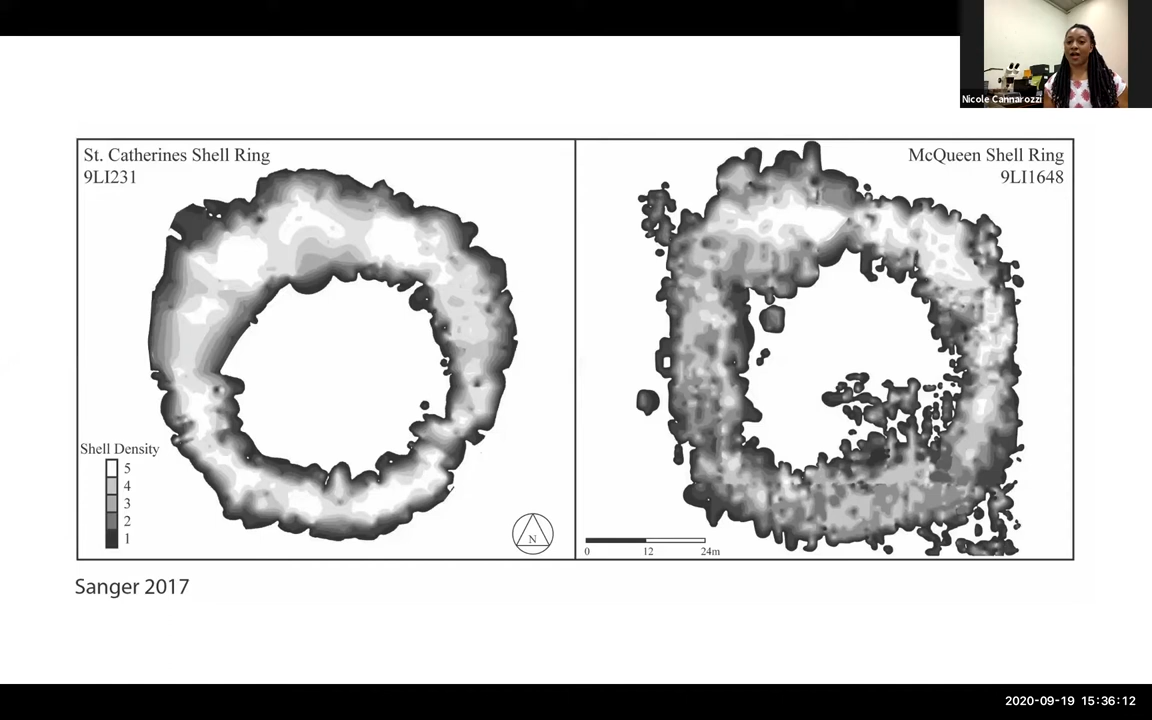 Nicole Cannarozzi
St. Catherines Shell Ring
9LI231
McQueen Shell Ring
9LI1648
Shell Density
5
4
3
2
1
N
0 12 24m
Sanger 2017
2020-09-19 15:36:12